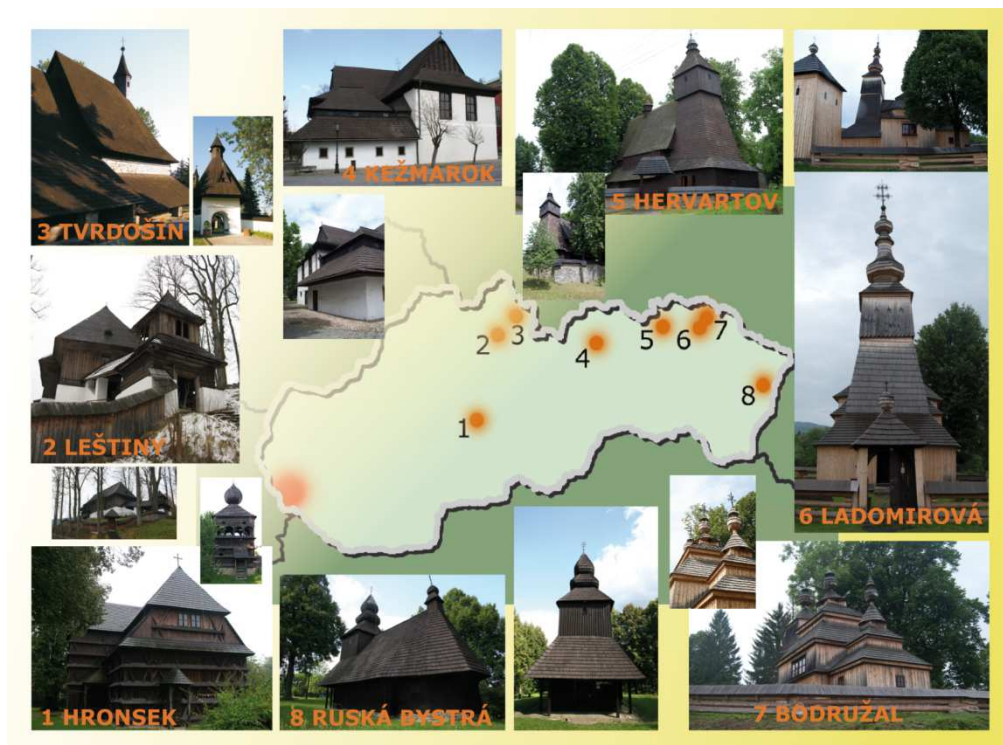 3 TVRDOŠÍN
4 KEŽMAROK
5 HERVARTOV
2 LEŠTINY
6 LADOMIROVÁ
1 HRONSEK
8 RUSKÁ BYSTRÁ
7 BODRUŽAL
1
2
3
4
5
6
7
8